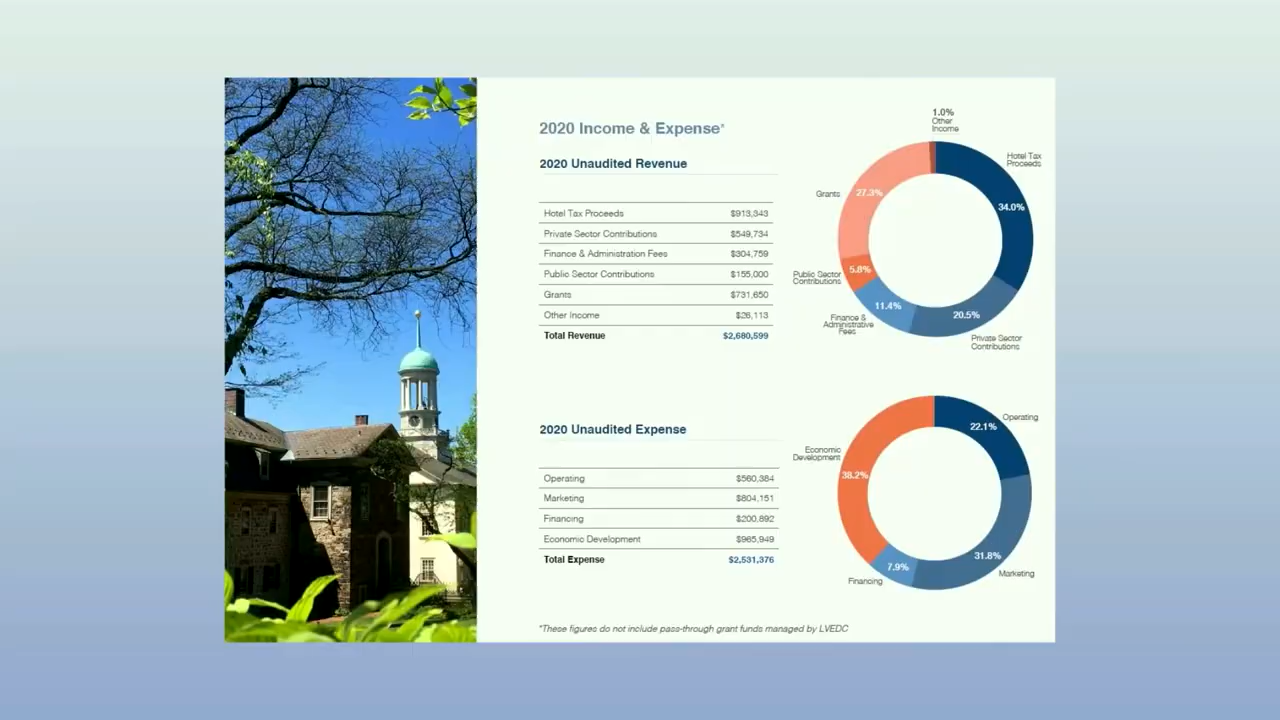 2020 Income & Expense*
2020 Unaudited Revenue
Hotel Tax Proceeds $913,343
Private Sector Contributions $549,734
Finance & Administration Fees $304,759
Public Sector Contributions $155,000
Grants $731,650
Other Income $26,113
Total Revenue $2,680,599
1.0%
Other
Income
Hotel Tax
Proceeds
34.0%
20.5%
Private Sector
Contributions
11.4%
Finance &
Administrative
Fees
5.8%
Public Sector
Contributions
27.3%
Grants
2020 Unaudited Expense
Operating $560,384
Marketing $804,151
Financing $200,892
Economic Development $965,949
Total Expense $2,531,376
Operating
22.1%
31.8%
Marketing
7.9%
Financing
38.2%
Economic
Development
*These figures do not include pass-through grant funds managed by LVEDC